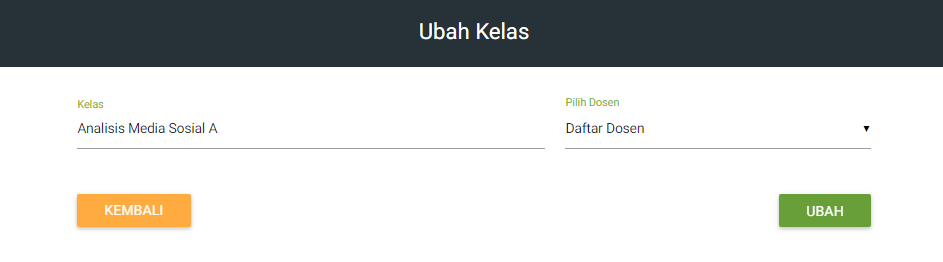 Ubah Kelas
Kelas
Pilih Dosen
Analisis Media Sosial A
Daftar Dosen
KEMBALI
UBAH